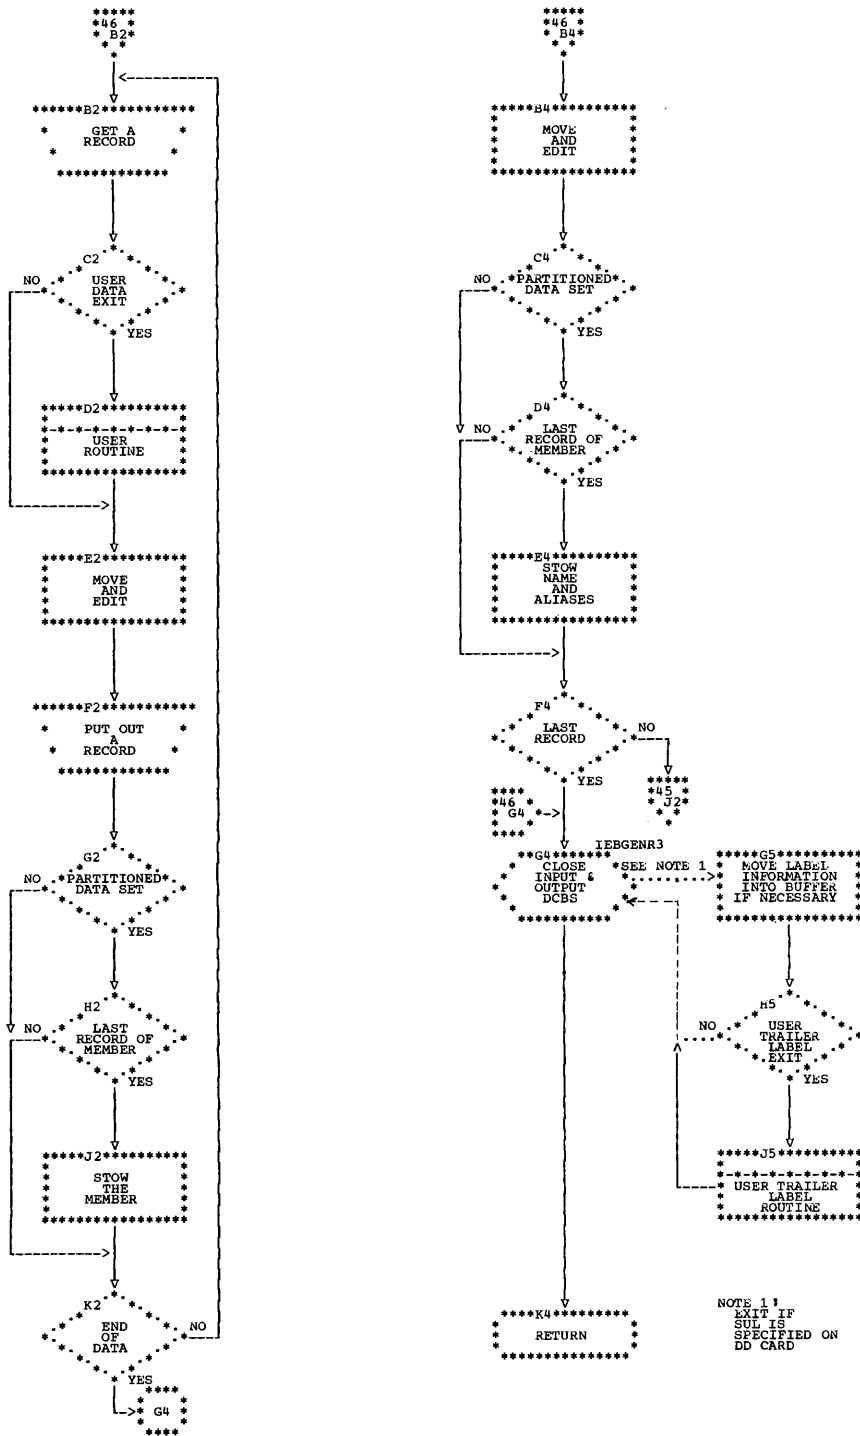 46
B2
B2
GET A
RECORD
C2
NO
USER
DATA
EXIT
YES
D2
USER
ROUTINE
E2
MOVE
AND
EDIT
F2
PUT OUT
A
RECORD
G2
NO
PARTITIONED
DATA SET
YES
H2
NO
LAST
RECORD OF
MEMBER
YES
J2
STOW
THE
MEMBER
K2
END
OF
DATA
NO
YES
G4
46
B4
B4
MOVE
AND
EDIT
C4
NO
PARTITIONED
DATA SET
YES
D4
NO
LAST
RECORD OF
MEMBER
YES
E4
STOW
NAME
AND
ALIASES
F4
LAST
RECORD
NO
YES
45
J2
46
G4
IEBGENR3
G4
CLOSE
INPUT &
OUTPUT
DCBS
SEE NOTE 1
G5
MOVE LABEL
INFORMATION
INTO BUFFER
IF NECESSARY
H5
NO
USER
TRAILER
LABEL
EXIT
YES
J5
USER TRAILER
LABEL
ROUTINE
K4
RETURN
NOTE 1:
EXIT IF
SUL IS
SPECIFIED ON
DD CARD